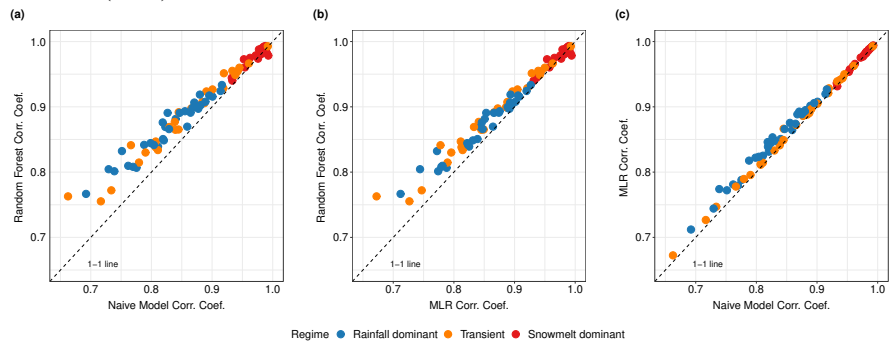 (a)
(b)
(c)
1.0
0.9
0.8
0.7
Random Forest Corr. Coef.
1−1 line
0.7 0.8 0.9 1.0
Naive Model Corr. Coef.
1.0
0.9
0.8
0.7
Random Forest Corr. Coef.
1−1 line
0.7 0.8 0.9 1.0
MLR Corr. Coef.
1.0
0.9
0.8
0.7
MLR Corr. Coef.
1−1 line
0.7 0.8 0.9 1.0
Naive Model Corr. Coef.
Regime Rainfall dominant Transient Snowmelt dominant